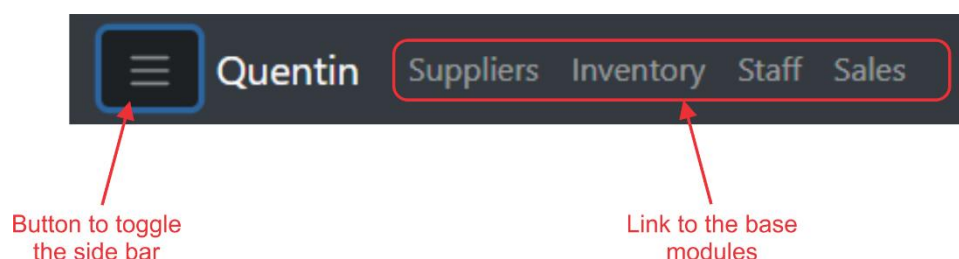 Quentin Suppliers Inventory Staff Sales
Button to toggle
the side bar
Link to the base
modules